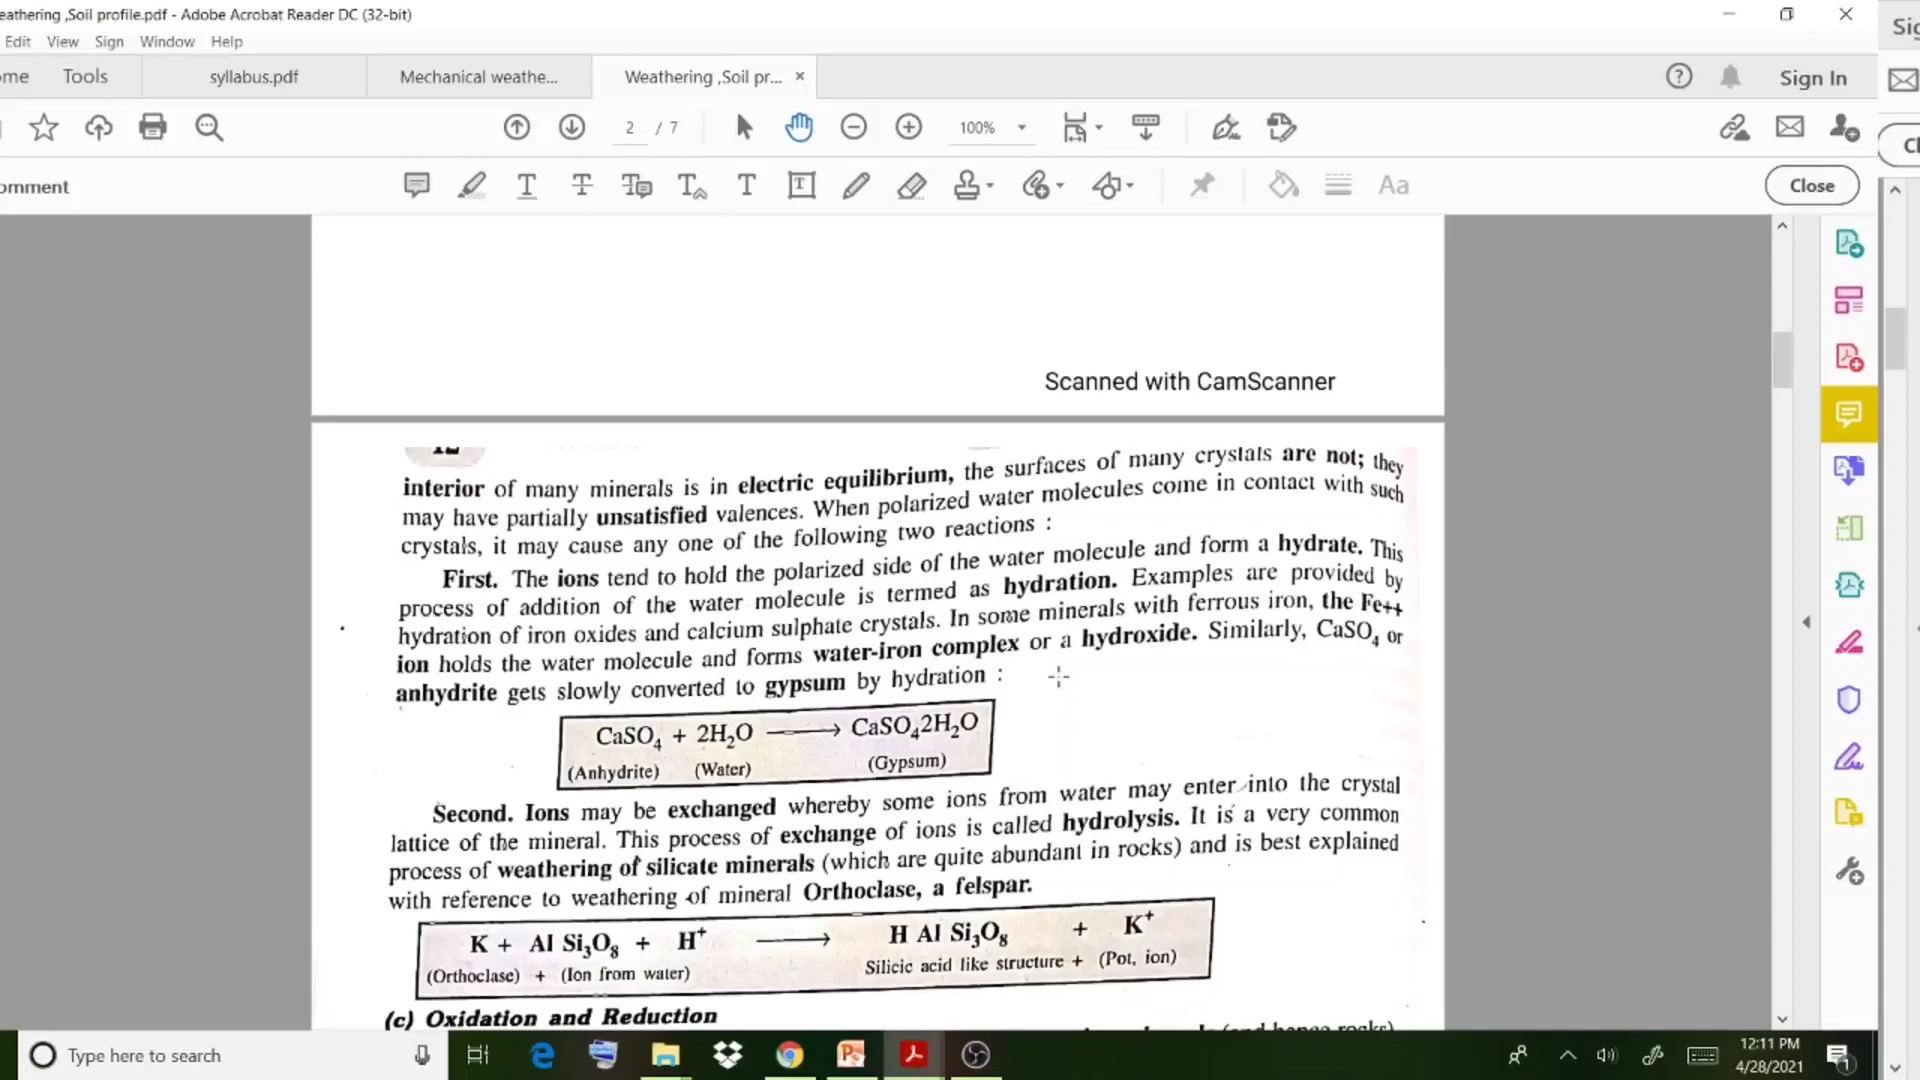 eathering ,Soil profile.pdf - Adobe Acrobat Reader DC (32-bit)
Edit View Sign Window Help
ome Tools syllabus.pdf Mechanical weathe... Weathering ,Soil pr... × Sign In
2 / 7 100%
omment Aa Close
Scanned with CamScanner
interior of many minerals is in electric equilibrium, the surfaces of many crystals are not; they
may have partially unsatisfied valences. When polarized water molecules come in contact with such
crystals, it may cause any one of the following two reactions :
First. The ions tend to hold the polarized side of the water molecule and form a hydrate. This
process of addition of the water molecule is termed as hydration. Examples are provided by
hydration of iron oxides and calcium sulphate crystals. In some minerals with ferrous iron, the Fe++
ion holds the water molecule and forms water-iron complex or a hydroxide. Similarly, CaSO₄ or
anhydrite gets slowly converted to gypsum by hydration :
CaSO₄ + 2H₂O ⟶ CaSO₄2H₂O
(Anhydrite) (Water) (Gypsum)
Second. Ions may be exchanged whereby some ions from water may enter into the crystal
lattice of the mineral. This process of exchange of ions is called hydrolysis. It is a very common
process of weathering of silicate minerals (which are quite abundant in rocks) and is best explained
with reference to weathering of mineral Orthoclase, a felspar.
K + Al Si₃O₈ + H⁺ ⟶ H Al Si₃O₈ + K⁺
(Orthoclase) + (Ion from water) Silicic acid like structure + (Pot, ion)
(c) Oxidation and Reduction
Type here to search
12:11 PM
4/28/2021